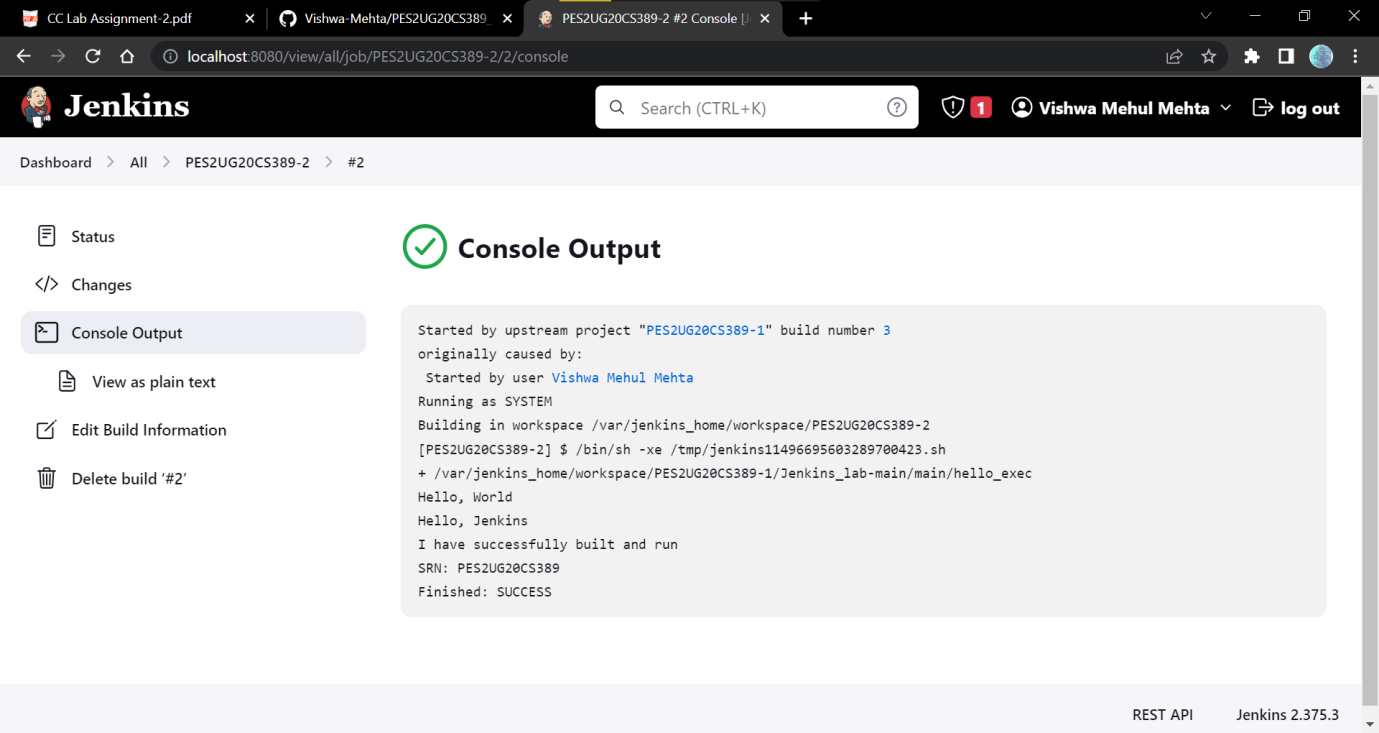 CC Lab Assignment-2.pdf
Vishwa-Mehta/PES2UG20CS389_
PES2UG20CS389-2 #2 Console [J
localhost:8080/view/all/job/PES2UG20CS389-2/2/console
Jenkins
Search (CTRL+K)
1
Vishwa Mehul Mehta
log out
Dashboard
All
PES2UG20CS389-2
#2
Status
Changes
Console Output
View as plain text
Edit Build Information
Delete build ‘#2’
Console Output
Started by upstream project "PES2UG20CS389-1" build number 3
originally caused by:
Started by user Vishwa Mehul Mehta
Running as SYSTEM
Building in workspace /var/jenkins_home/workspace/PES2UG20CS389-2
[PES2UG20CS389-2] $ /bin/sh -xe /tmp/jenkins11496695603289700423.sh
+ /var/jenkins_home/workspace/PES2UG20CS389-1/Jenkins_lab-main/main/hello_exec
Hello, World
Hello, Jenkins
I have successfully built and run
SRN: PES2UG20CS389
Finished: SUCCESS
REST API
Jenkins 2.375.3